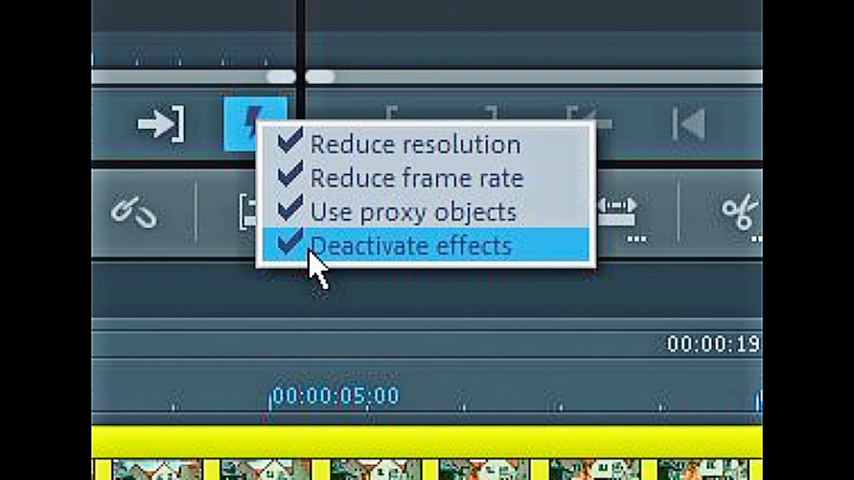 Reduce resolution
Reduce frame rate
Use proxy objects
Deactivate effects
00:00:19
00:00:05:00